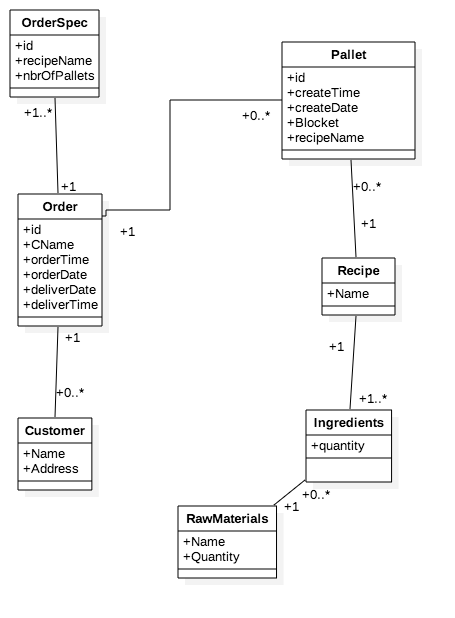 OrderSpec
+id
+recipeName
+nbrOfPallets
+1..*
+1
Order
+id
+CName
+orderTime
+orderDate
+deliverDate
+deliverTime
+1
+0..*
Customer
+Name
+Address
+1
+0..*
Pallet
+id
+createTime
+createDate
+Blocket
+recipeName
+0..*
+1
Recipe
+Name
+1
+1..*
Ingredients
+quantity
+0..*
+1
RawMaterials
+Name
+Quantity